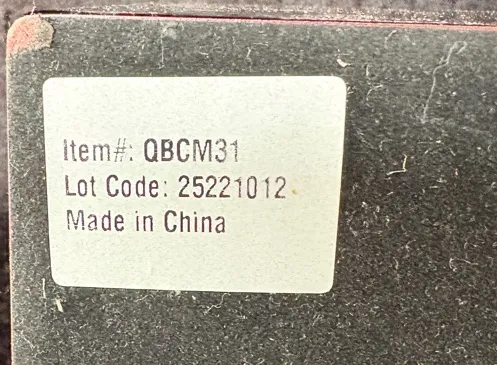 Item#: QBCM31
Lot Code: 25221012
Made in China